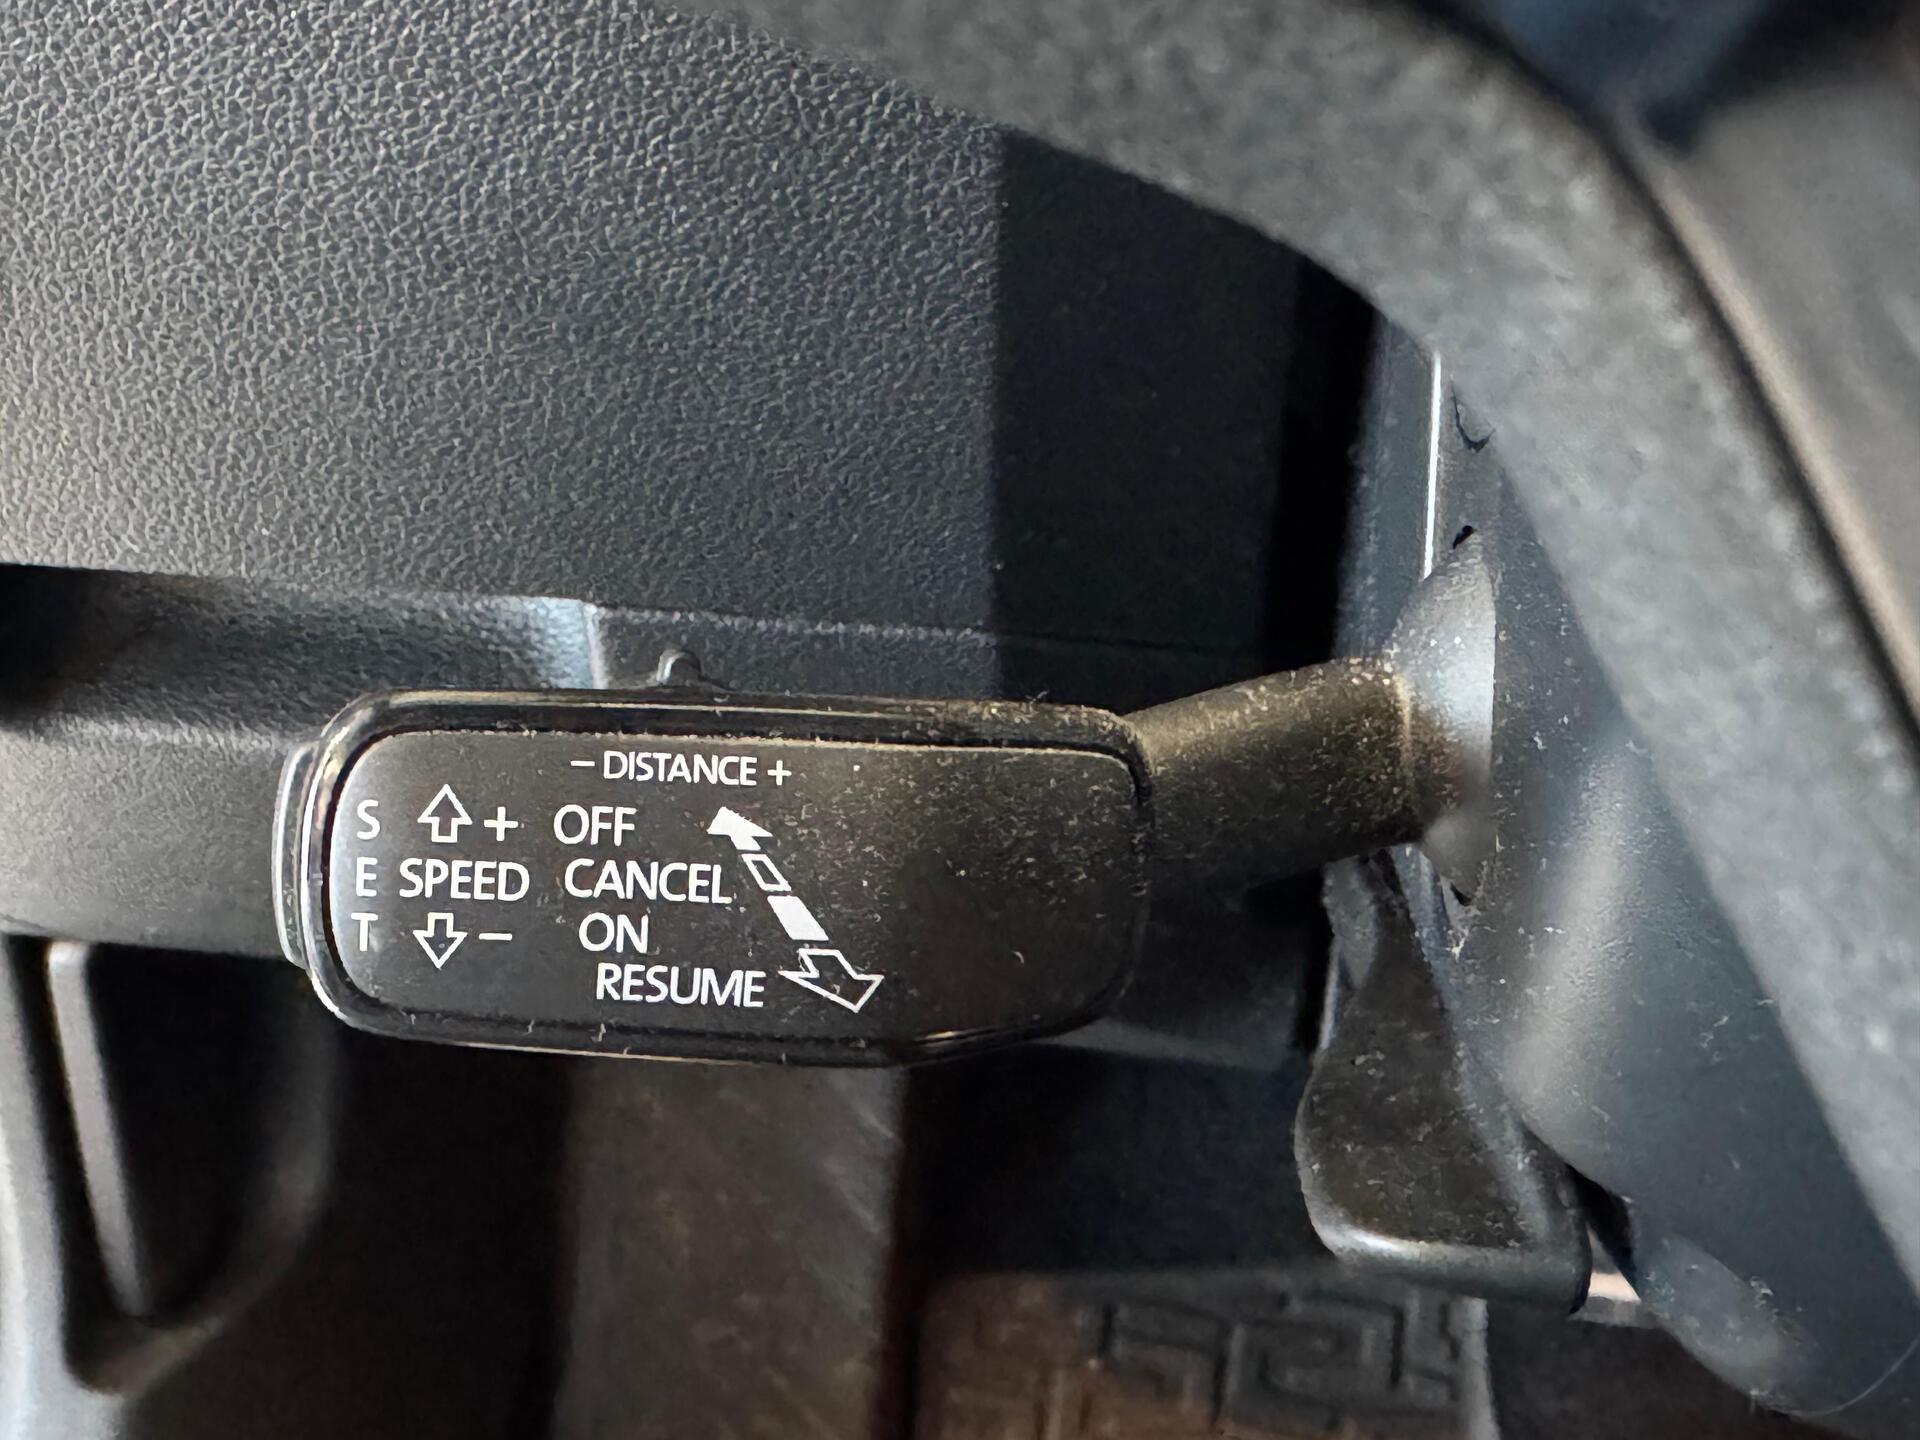 – DISTANCE +
S + OFF
E SPEED CANCEL
T – ON
RESUME